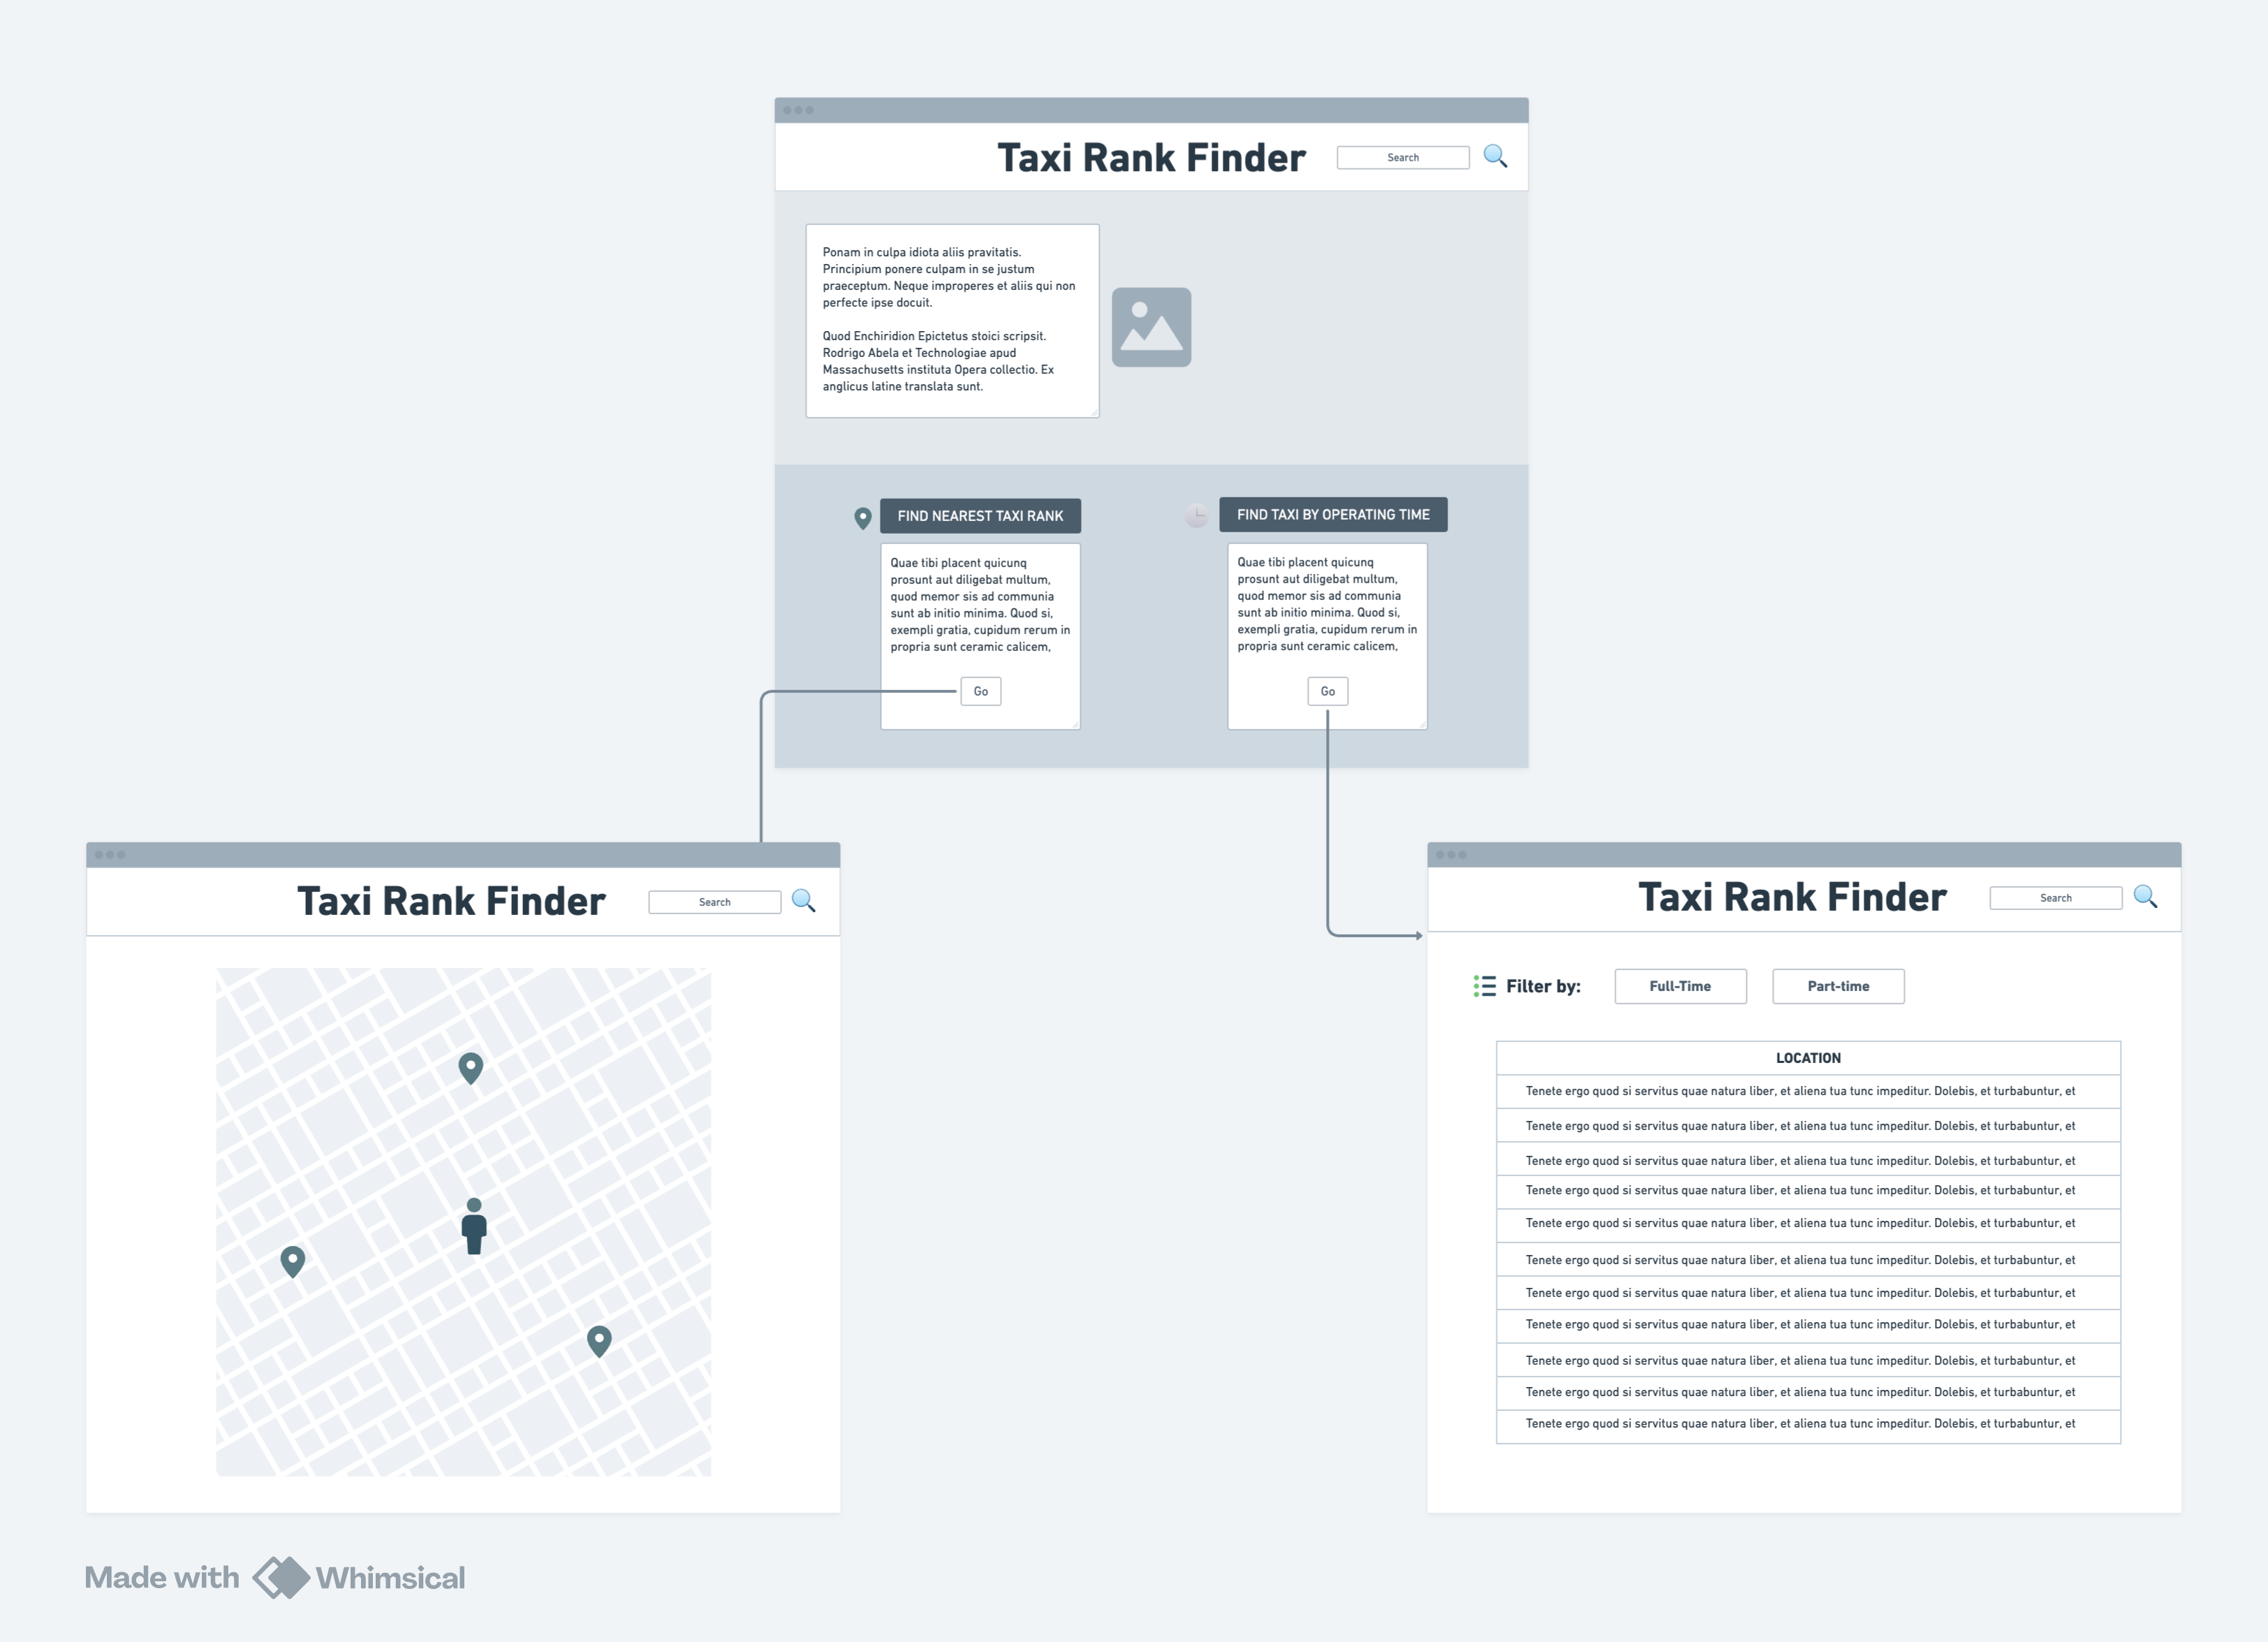 Taxi Rank Finder
Search
Ponam in culpa idiota aliis pravitatis.
Principium ponere culpam in se justum
praeceptum. Neque improperes et aliis qui non
perfecte ipse docuit.
Quod Enchiridion Epictetus stoici scripsit.
Rodrigo Abela et Technologiae apud
Massachusetts instituta Opera collectio. Ex
anglicus latine translata sunt.
FIND NEAREST TAXI RANK
Quae tibi placent quicunq
prosunt aut diligebat multum,
quod memor sis ad communia
sunt ab initio minima. Quod si,
exempli gratia, cupidum rerum in
propria sunt ceramic calicem,
Go
FIND TAXI BY OPERATING TIME
Quae tibi placent quicunq
prosunt aut diligebat multum,
quod memor sis ad communia
sunt ab initio minima. Quod si,
exempli gratia, cupidum rerum in
propria sunt ceramic calicem,
Go
Taxi Rank Finder
Search
Taxi Rank Finder
Search
Filter by:
Full-Time
Part-time
LOCATION
Tenete ergo quod si servitus quae natura liber, et aliena tua tunc impeditur. Dolebis, et turbabuntur, et
Tenete ergo quod si servitus quae natura liber, et aliena tua tunc impeditur. Dolebis, et turbabuntur, et
Tenete ergo quod si servitus quae natura liber, et aliena tua tunc impeditur. Dolebis, et turbabuntur, et
Tenete ergo quod si servitus quae natura liber, et aliena tua tunc impeditur. Dolebis, et turbabuntur, et
Tenete ergo quod si servitus quae natura liber, et aliena tua tunc impeditur. Dolebis, et turbabuntur, et
Tenete ergo quod si servitus quae natura liber, et aliena tua tunc impeditur. Dolebis, et turbabuntur, et
Tenete ergo quod si servitus quae natura liber, et aliena tua tunc impeditur. Dolebis, et turbabuntur, et
Tenete ergo quod si servitus quae natura liber, et aliena tua tunc impeditur. Dolebis, et turbabuntur, et
Tenete ergo quod si servitus quae natura liber, et aliena tua tunc impeditur. Dolebis, et turbabuntur, et
Tenete ergo quod si servitus quae natura liber, et aliena tua tunc impeditur. Dolebis, et turbabuntur, et
Tenete ergo quod si servitus quae natura liber, et aliena tua tunc impeditur. Dolebis, et turbabuntur, et
Made with Whimsical